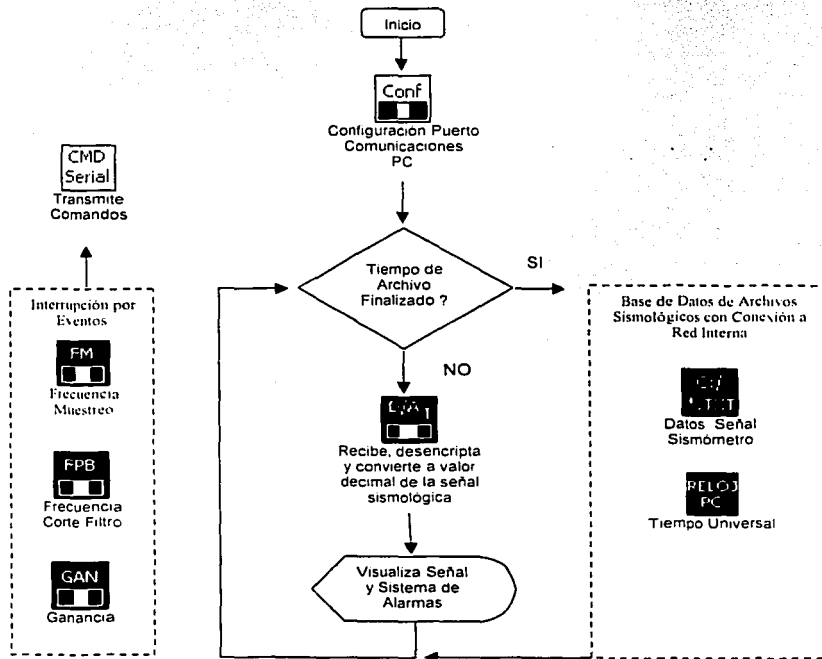 Inicio
Conf
Configuración Puerto
Comunicaciones
PC
CMD
Serial
Transmite
Comandos
Tiempo de
Archivo
Finalizado ?
SI
NO
Interrupción por
Eventos
FM
Frecuencia
Muestreo
FPB
Frecuencia
Corte Filtro
GAN
Ganancia
Recibe, desencripta
y convierte a valor
decimal de la señal
sismológica
Visualiza Señal
y Sistema de
Alarmas
Base de Datos de Archivos
Sismológicos con Conexión a
Red Interna
Datos Señal
Sismómetro
RELOJ
PC
Tiempo Universal